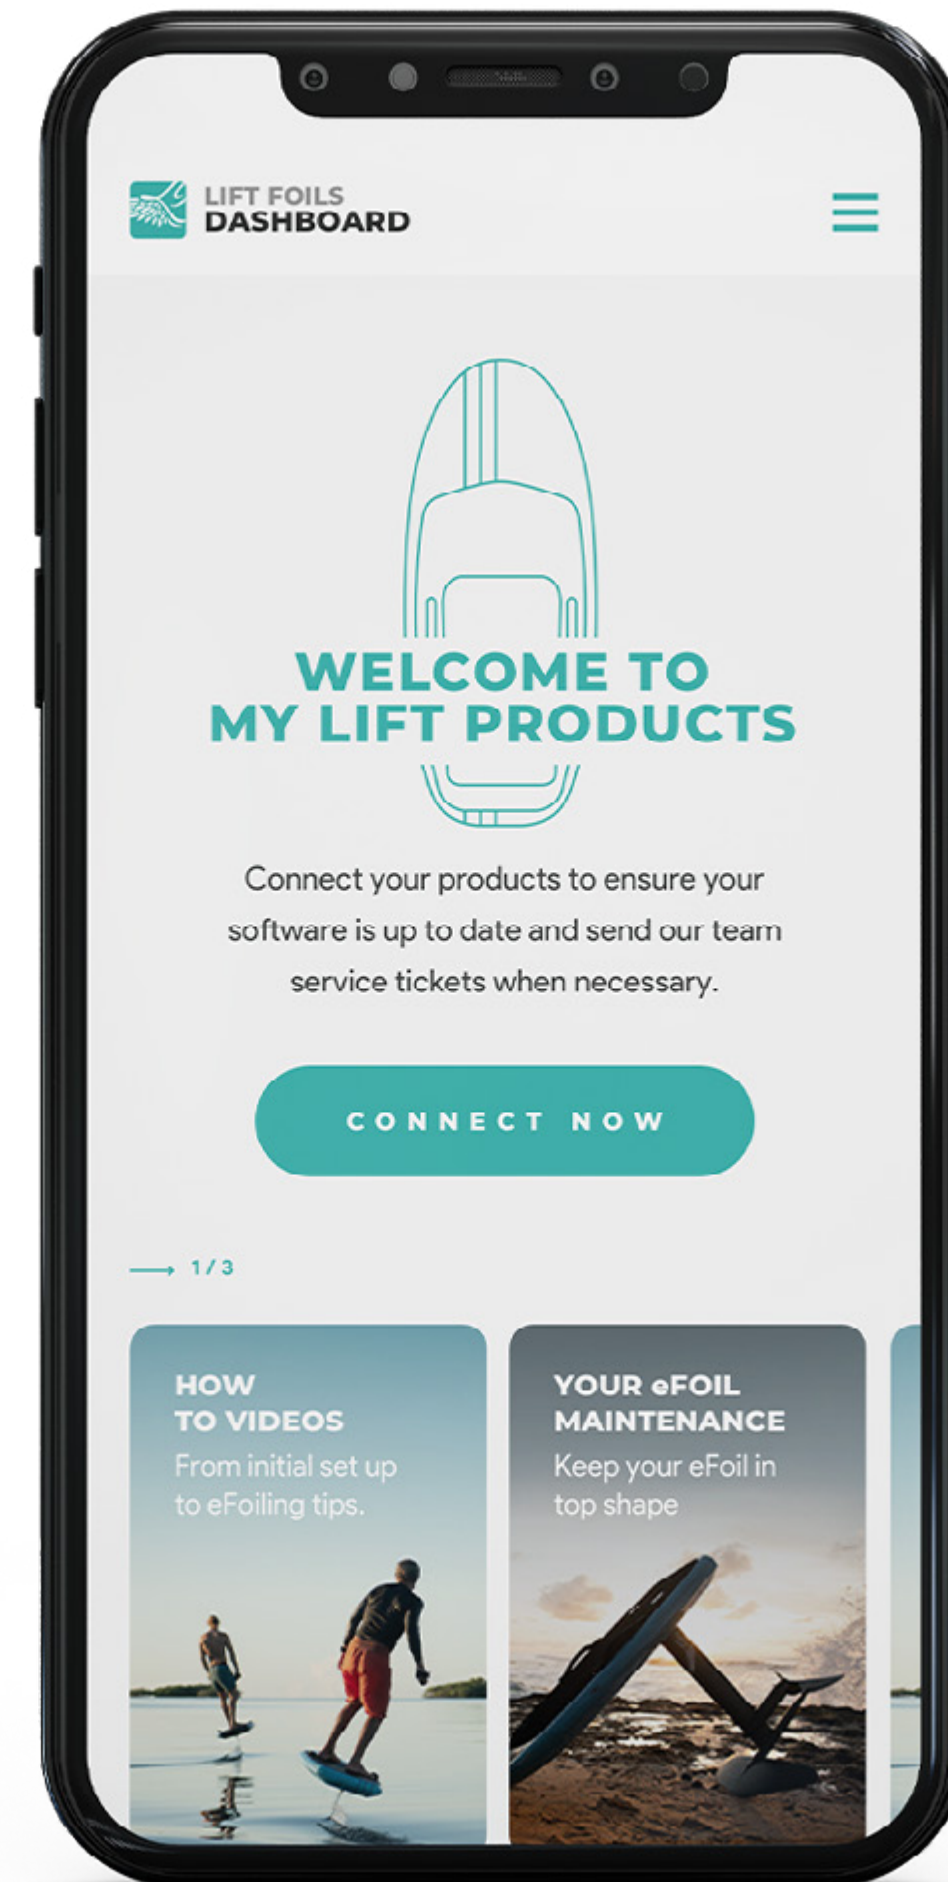 LIFT FOILS
DASHBOARD
WELCOME TO
MY LIFT PRODUCTS
Connect your products to ensure your
software is up to date and send our team
service tickets when necessary.
CONNECT NOW
1/3
HOW
TO VIDEOS
From initial set up
to eFoiling tips.
YOUR eFOIL
MAINTENANCE
Keep your eFoil in
top shape